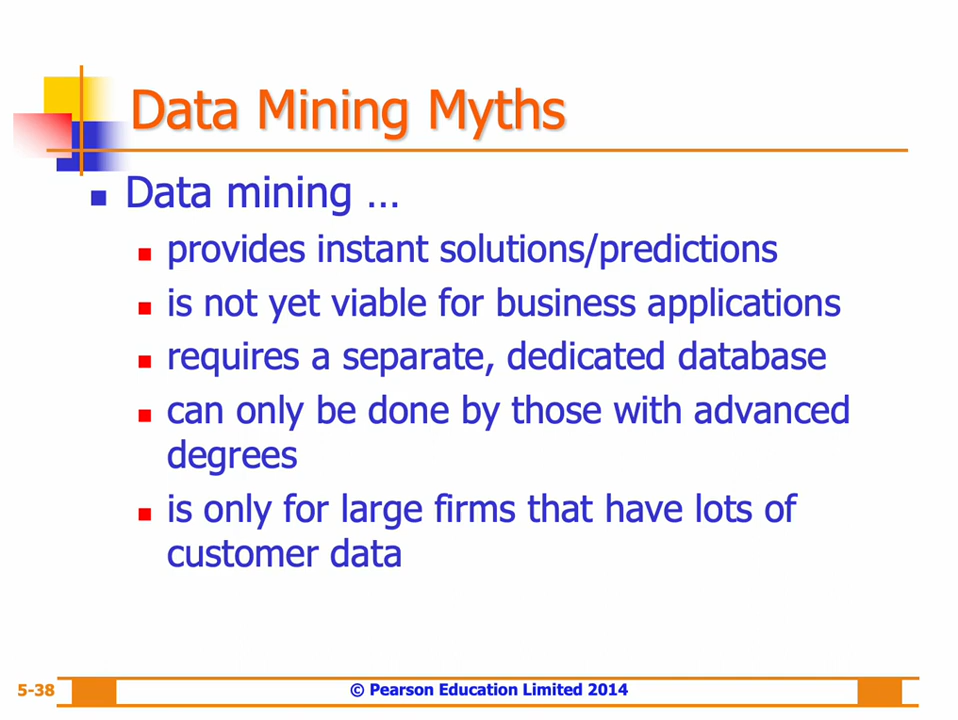 Data Mining Myths
Data mining ...
provides instant solutions/predictions
is not yet viable for business applications
requires a separate, dedicated database
can only be done by those with advanced
degrees
is only for large firms that have lots of
customer data
5-38
© Pearson Education Limited 2014